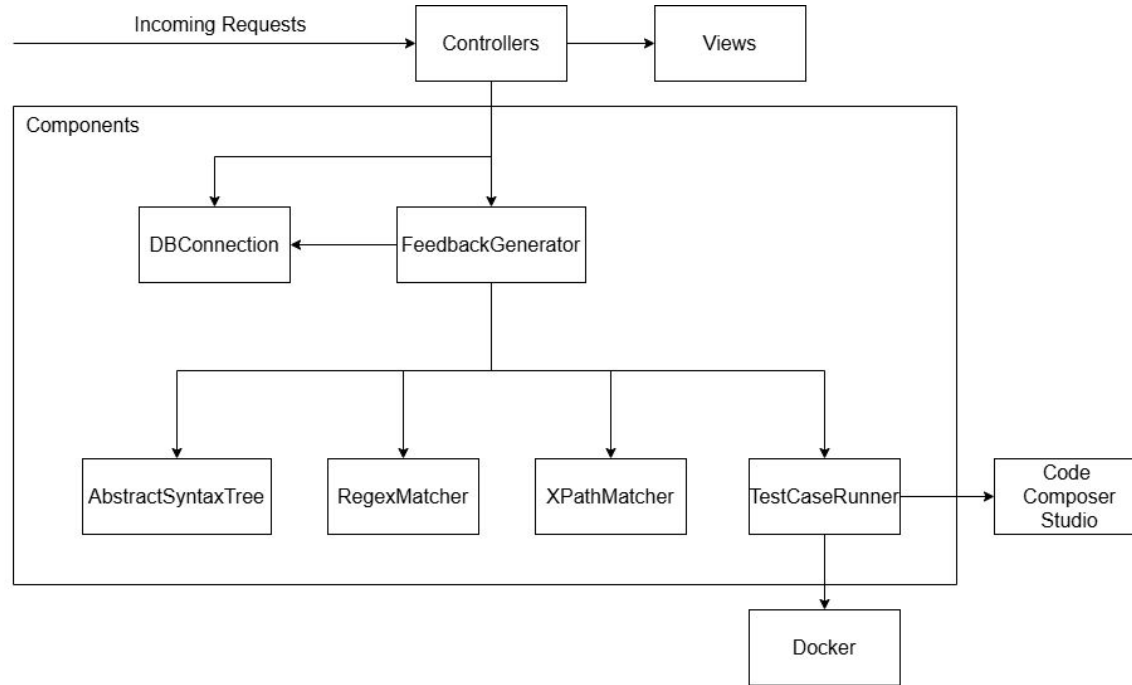 Incoming Requests
Controllers
Views
Components
DBConnection
FeedbackGenerator
AbstractSyntaxTree
RegexMatcher
XPathMatcher
TestCaseRunner
Code
Composer
Studio
Docker